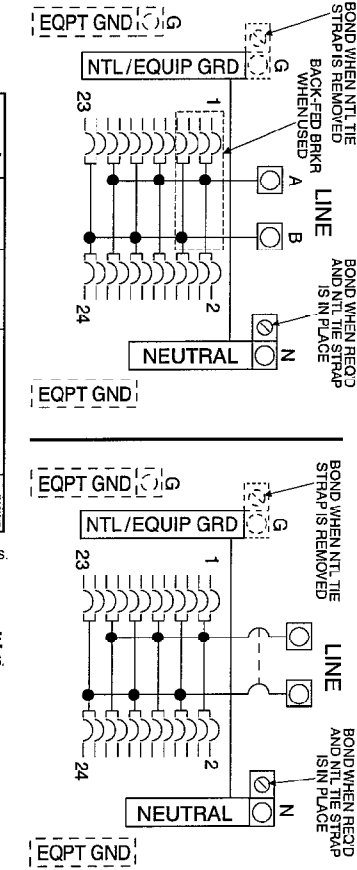 BOND WHEN NTL TIE
STRAP IS REMOVED
EQPT GND
G
NTL/EQUIP GRD
G
BACK-FED BRKR
WHEN USED
23
1
A
LINE
B
24
2
BOND WHEN REQ'D
AND NTL TIE STRAP
IS IN PLACE
NEUTRAL
N
EQPT GND
BOND WHEN NTL TIE
STRAP IS REMOVED
EQPT GND
G
NTL/EQUIP GRD
G
23
1
LINE
24
2
BOND WHEN REQ'D
AND NTL TIE STRAP
IS IN PLACE
NEUTRAL
N
EQPT GND
s.